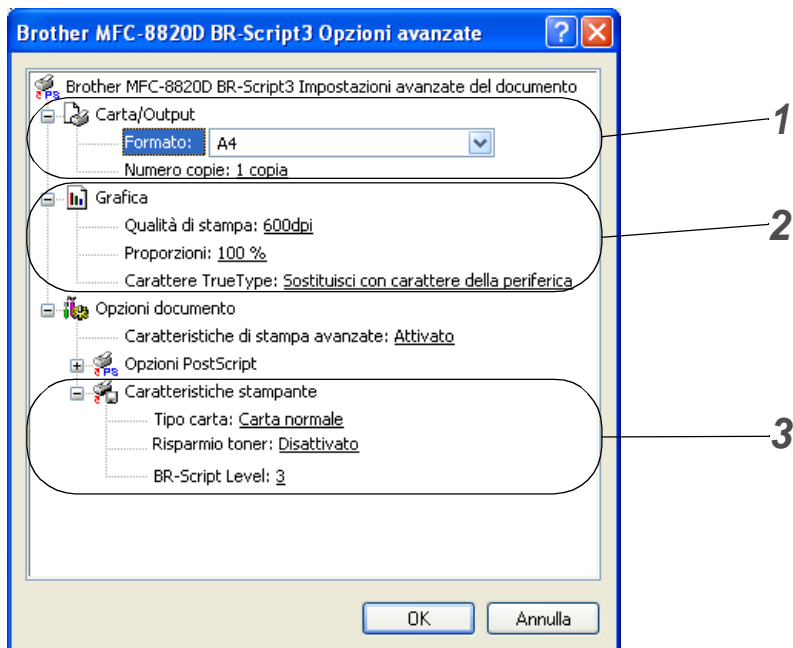 Brother MFC-8820D BR-Script3 Opzioni avanzate
Brother MFC-8820D BR-Script3 Impostazioni avanzate del documento
Carta/Output
Formato: A4
Numero copie: 1 copia
1
Grafica
Qualità di stampa: 600dpi
Proporzioni: 100 %
Carattere TrueType: Sostituisci con carattere della periferica
2
Opzioni documento
Caratteristiche di stampa avanzate: Attivato
PS Opzioni PostScript
Caratteristiche stampante
Tipo carta: Carta normale
Risparmio toner: Disattivato
BR-Script Level: 3
3
OK Annulla